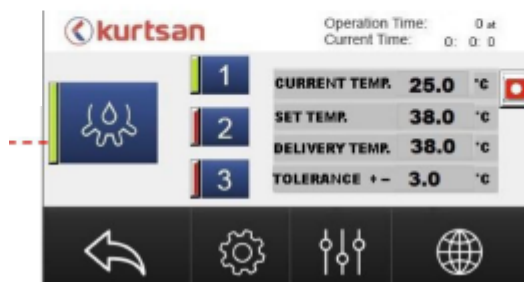 kurtsan
Operation Time: 0 at
Current Time: 0: 0: 0
1
CURRENT TEMP. 25.0 °C
2
SET TEMP. 38.0 °C
DELIVERY TEMP. 38.0 °C
3
TOLERANCE +- 3.0 °C